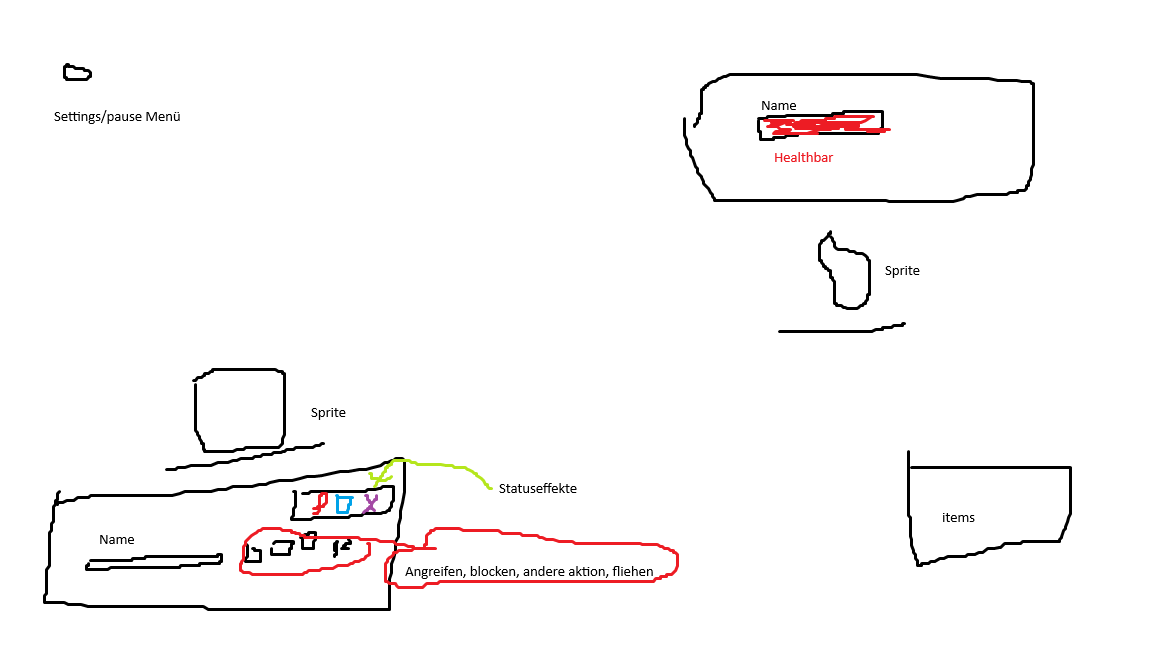 Settings/pause Menü
Name
Healthbar
Sprite
Sprite
Statuseffekte
items
Name
Angreifen, blocken, andere aktion, fliehen